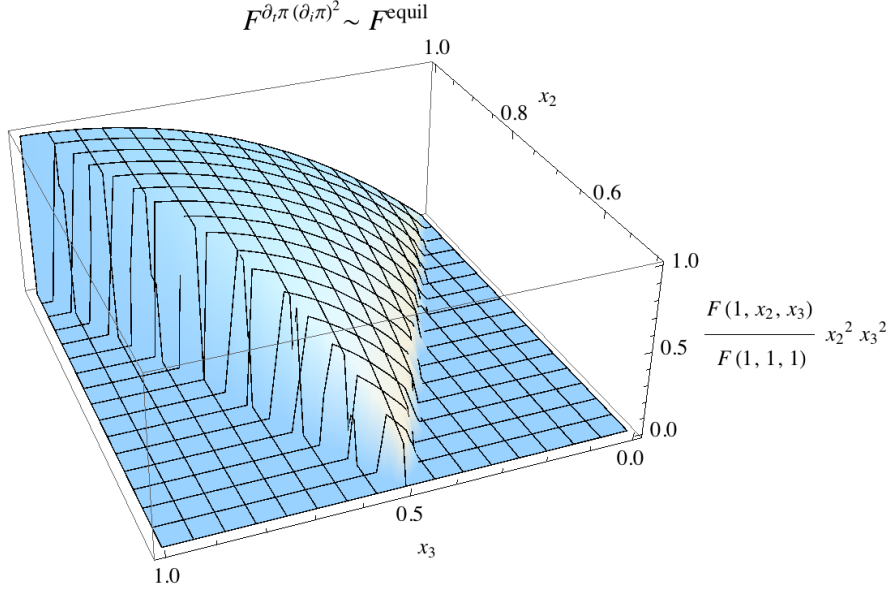 F^{∂_tπ (∂_iπ)^2} ~ F^{equil}
1.0
x_2
0.8
0.6
1.0
0.5
0.0
F (1, x_2, x_3)
F (1, 1, 1)
x_2^2 x_3^2
0.0
0.5
x_3
1.0